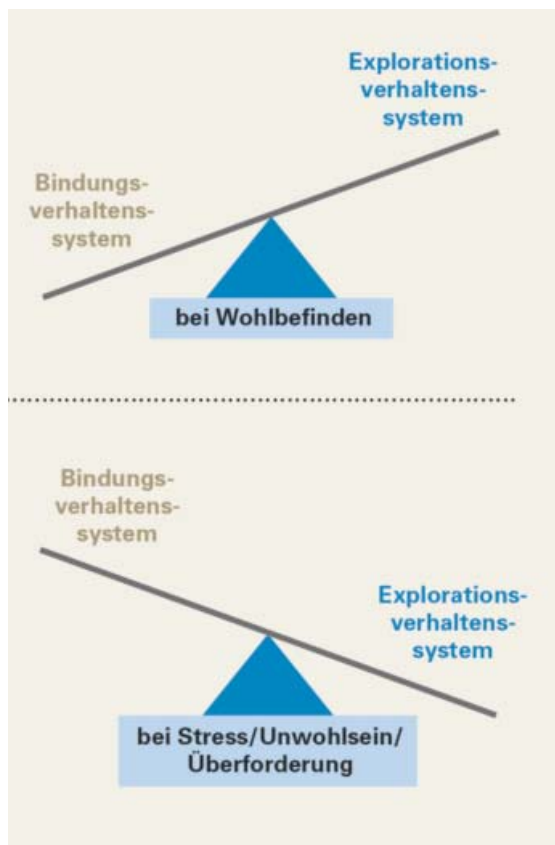 Explorations-
verhaltens-
system
Bindungs-
verhaltens-
system
bei Wohlbefinden
Bindungs-
verhaltens-
system
Explorations-
verhaltens-
system
bei Stress/Unwohlsein/
Überforderung